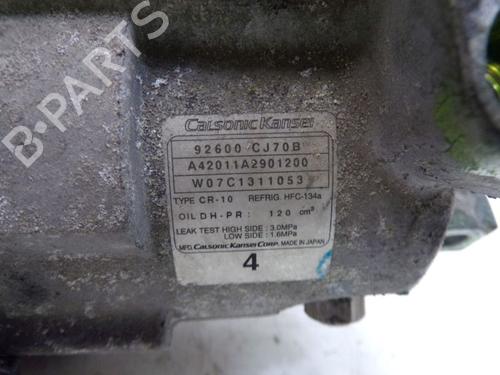 Calsonic Kansei
92600 CJ70B
A42011A2901200
W07C1311053
TYPE CR-10 REFRIG. HFC-134a
OIL DH-PR : 120 cm³
LEAK TEST HIGH SIDE : 3.0MPa
LOW SIDE : 1.6MPa
MFG. Calsonic Kansei Corp. MADE IN JAPAN
4
B-PARTS